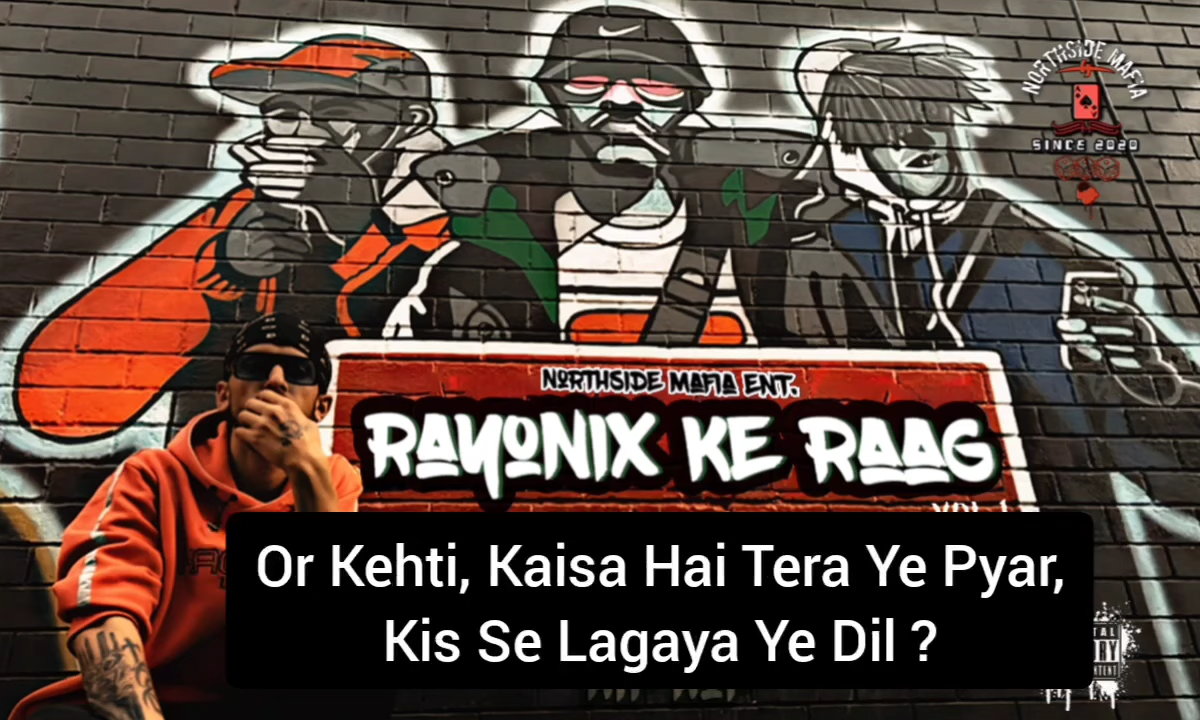 NORTHSIDE MAFIA
SINCE 2020
NORTHSIDE MAFIA ENT.
RAYONIX KE RAAG
Or Kehti, Kaisa Hai Tera Ye Pyar,
Kis Se Lagaya Ye Dil ?